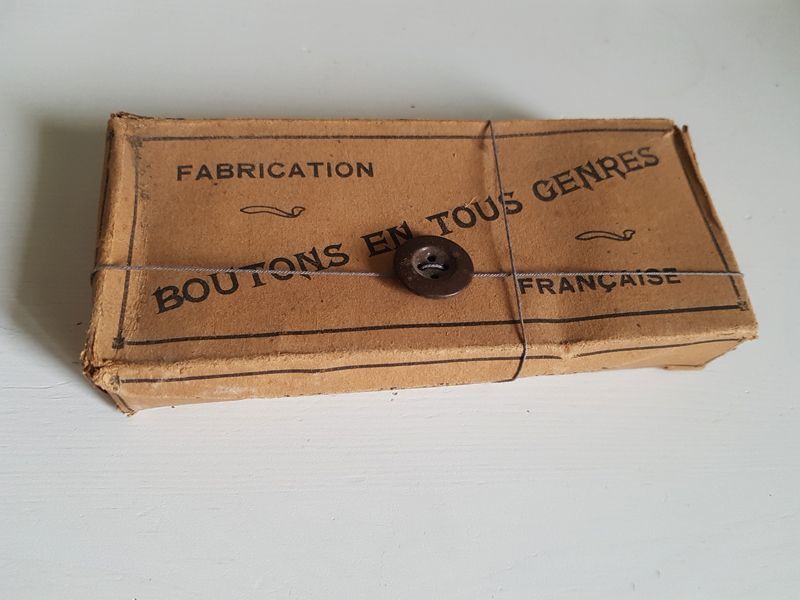 FABRICATION
BOUTONS EN TOUS GENRES
FRANÇAISE